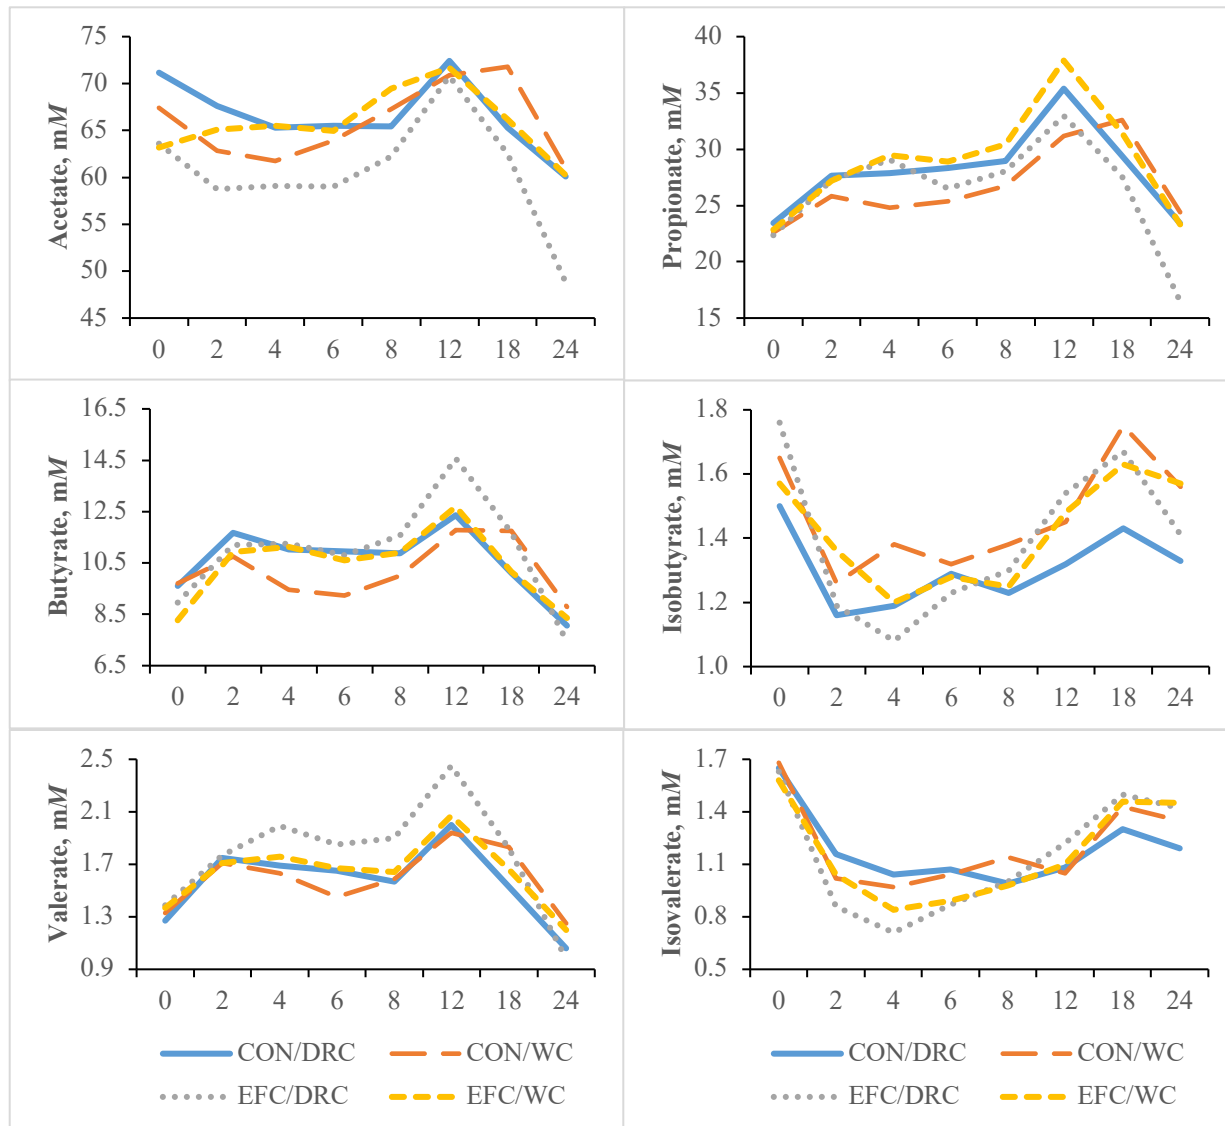 Acetate, mM
75
70
65
60
55
50
45
0 2 4 6 8 12 18 24
Propionate, mM
40
35
30
25
20
15
0 2 4 6 8 12 18 24
Butyrate, mM
16.5
14.5
12.5
10.5
8.5
6.5
0 2 4 6 8 12 18 24
Isobutyrate, mM
1.8
1.6
1.4
1.2
1.0
0 2 4 6 8 12 18 24
Valerate, mM
2.5
2.1
1.7
1.3
0.9
0 2 4 6 8 12 18 24
CON/DRC CON/WC
EFC/DRC EFC/WC
Isovalerate, mM
1.7
1.4
1.1
0.8
0.5
0 2 4 6 8 12 18 24
CON/DRC CON/WC
EFC/DRC EFC/WC